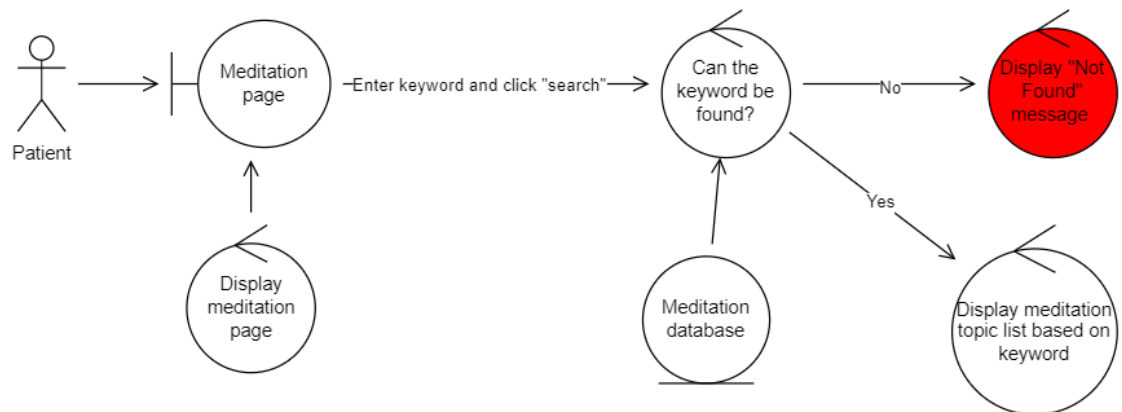 Patient
Meditation
page
Enter keyword and click "search"
Can the
keyword be
found?
No
Display "Not
Found"
message
Yes
Display
meditation
page
Meditation
database
Display meditation
topic list based on
keyword